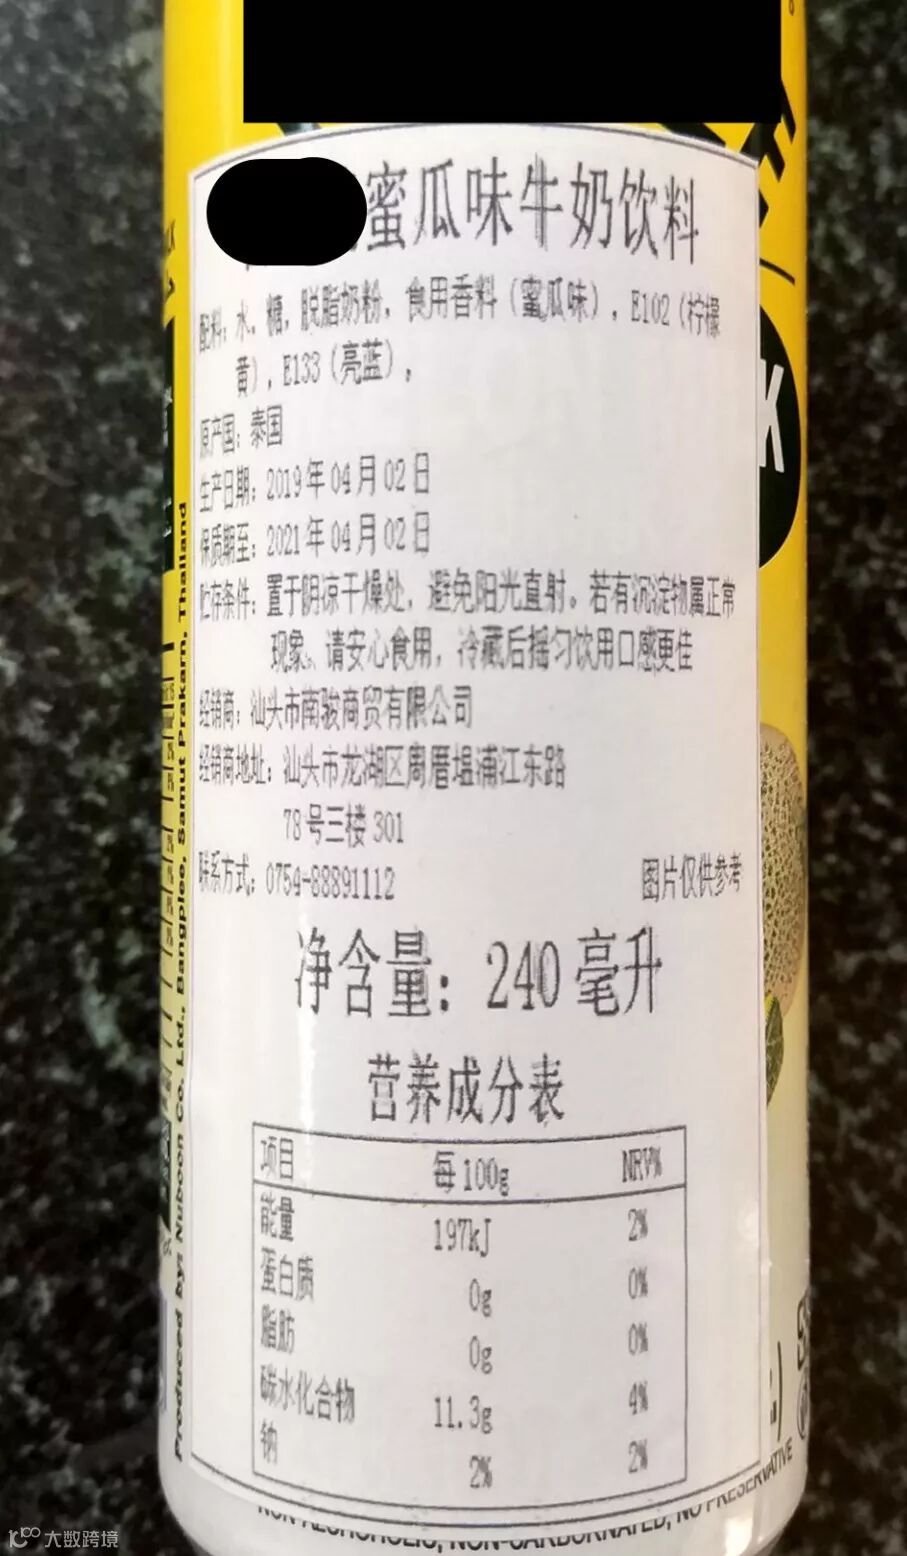 蜜瓜味牛奶饮料
配料：水，糖，脱脂奶粉，食用香料（蜜瓜味），E102（柠檬
黄），E133（亮蓝），
原产国：泰国
生产日期：2019年04月02日
保质期至：2021年04月02日
贮存条件：置于阴凉干燥处，避免阳光直射。若有沉淀物属正常
现象、请安心食用，冷藏后摇匀饮用口感更佳
经销商：汕头市南骏商贸有限公司
经销商地址：汕头市龙湖区周厝塭浦江东路
78号三楼301
联系方式：0754-88891112
图片仅供参考
净含量：240毫升
营养成分表
项目 每100g NRV%
能量 197kJ 2%
蛋白质 0g 0%
脂肪 0g 0%
碳水化合物 11.3g 4%
钠 2% 2%
Produced by: Nuboon Co. Ltd., Bangplee, Samut Prakarn, Thailand
K
NON-ALCOHOLIC, NON-CARBORNATED, NO PRESERVATIVE
大数跨境